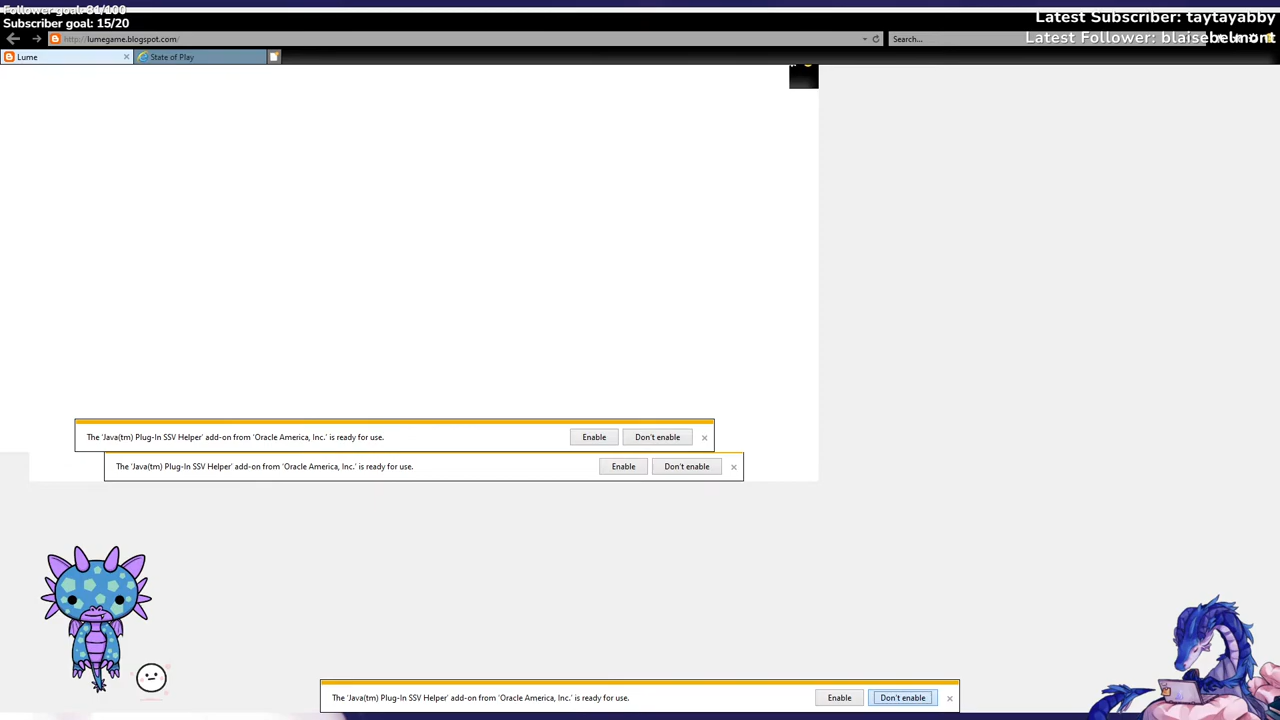 Follower goal: 31/100
Subscriber goal: 15/20
Latest Subscriber: taytayabby
Latest Follower: blaisebelmont
http://lumegame.blogspot.com/
Search...
Lume
State of Play
The 'Java(tm) Plug-In SSV Helper' add-on from 'Oracle America, Inc.' is ready for use. Enable Don't enable
The 'Java(tm) Plug-In SSV Helper' add-on from 'Oracle America, Inc.' is ready for use. Enable Don't enable
The 'Java(tm) Plug-In SSV Helper' add-on from 'Oracle America, Inc.' is ready for use. Enable Don't enable